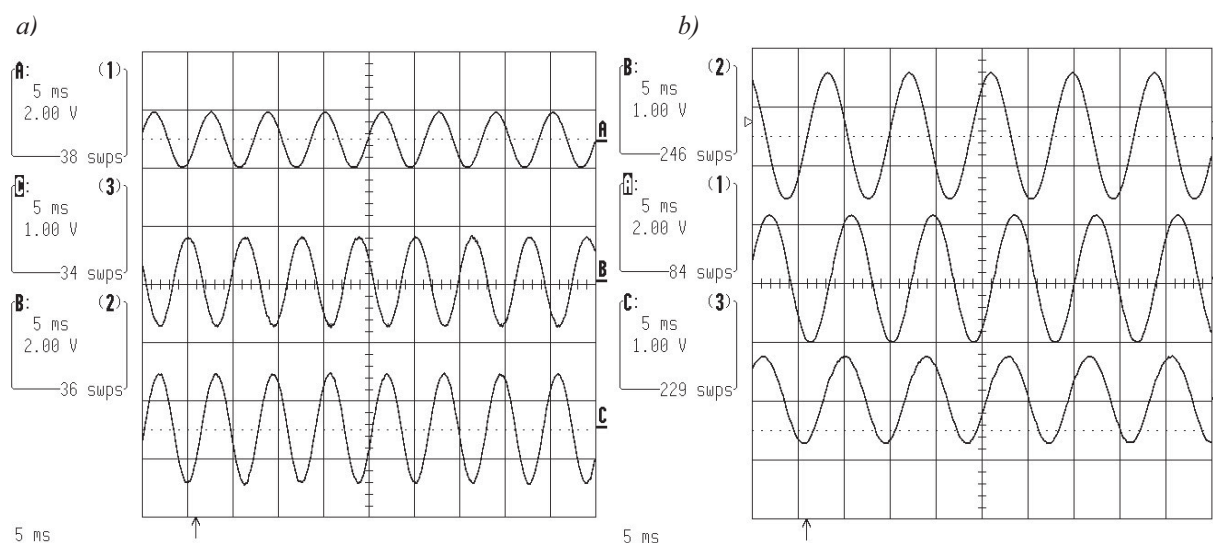 a)
A: (1)
5 ms
2.00 V
38 swps
C: (3)
5 ms
1.00 V
34 swps
B: (2)
5 ms
2.00 V
36 swps
A
B
C
5 ms
b)
B: (2)
5 ms
1.00 V
246 swps
A: (1)
5 ms
2.00 V
84 swps
C: (3)
5 ms
1.00 V
229 swps
5 ms